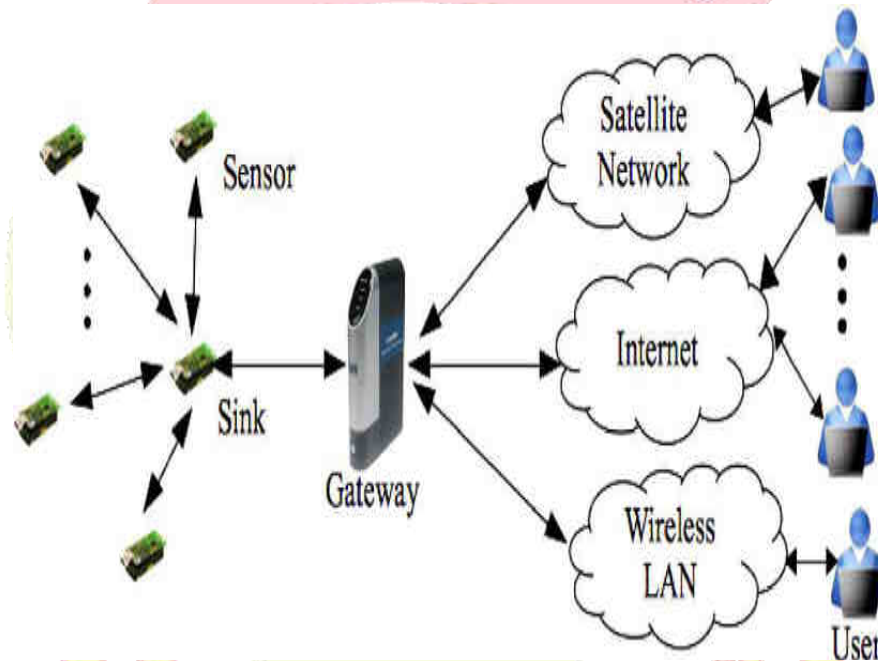 Satellite
Network
Sensor
Internet
Sink
Gateway
Wireless
LAN
User